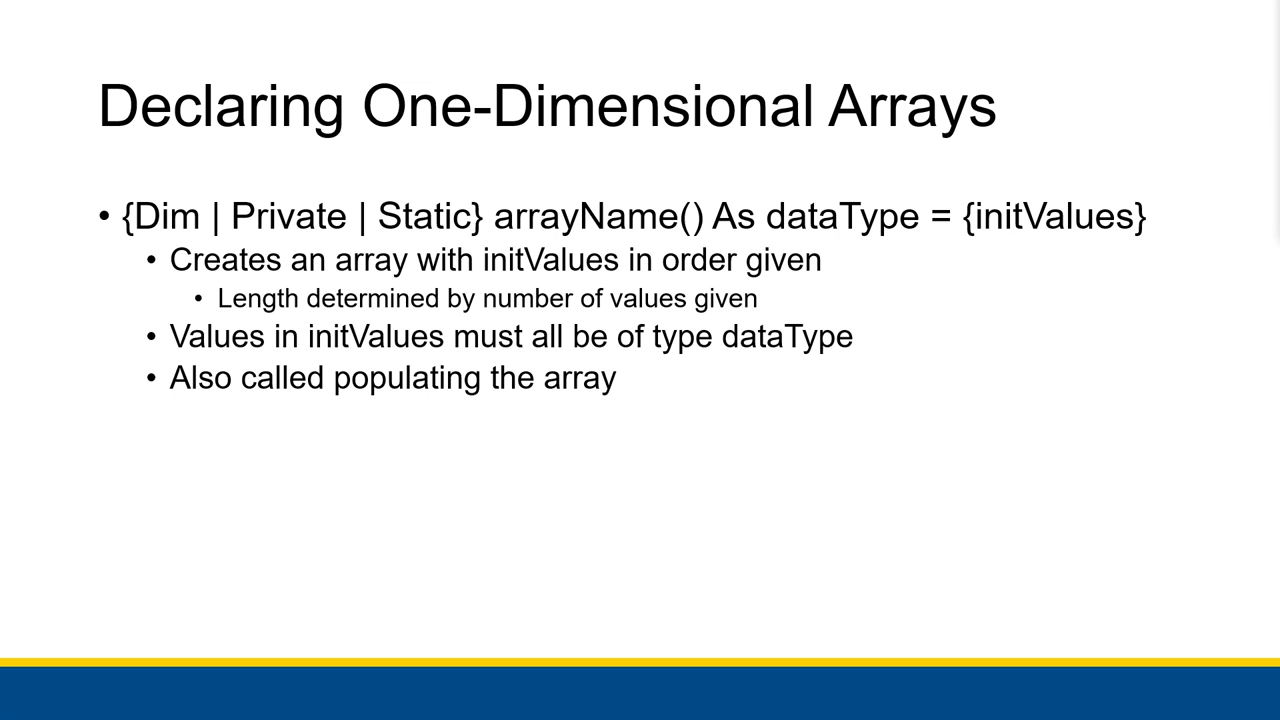 Declaring One-Dimensional Arrays
• {Dim | Private | Static} arrayName() As dataType = {initValues}
• Creates an array with initValues in order given
• Length determined by number of values given
• Values in initValues must all be of type dataType
• Also called populating the array